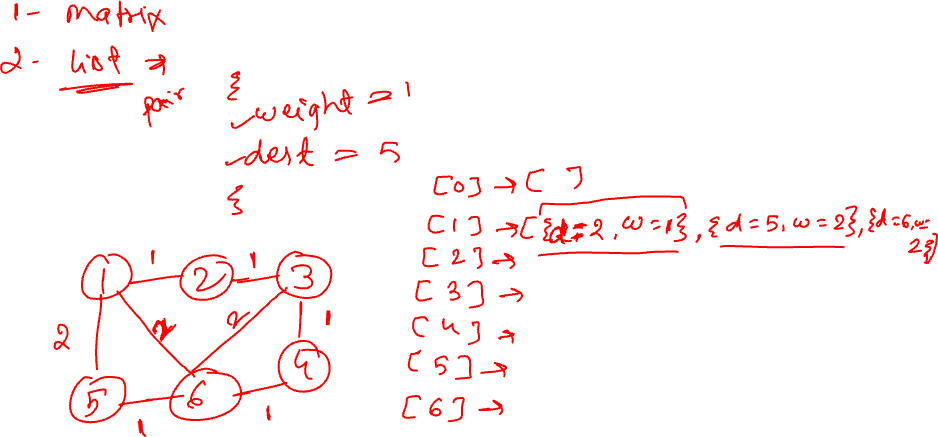 1- matrix
2- list →
pair {
weight = 1
dest = 5
{
[0] → [ ]
[1] → [{d=2, w=1}, {d=5, w=2}, {d=6, w=
2}]
[2] →
[3] →
[4] →
[5] →
[6] →
1 1
1 2 3
2 2 2 1
4
5 6
1 1